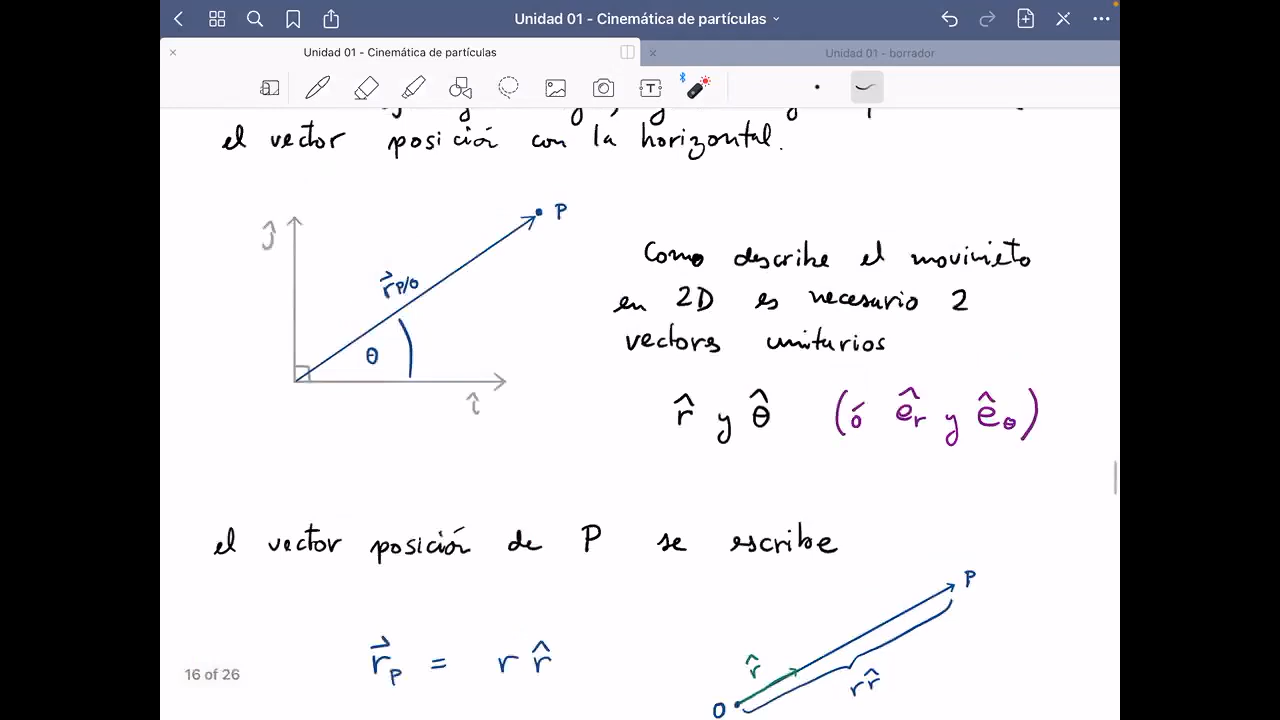 Unidad 01 - Cinemática de partículas
Unidad 01 - Cinemática de partículas
Unidad 01 - borrador
el vector posición con la horizontal.
ĵ
P
r⃗P/O
θ
î
Como describe el movinieto
en 2D es necesario 2
vectores unitarios
r̂ y θ̂ (ó êr y êθ)
el vector posición de P se escribe
P
r⃗P = r r̂
r̂
r r̂
O
16 of 26